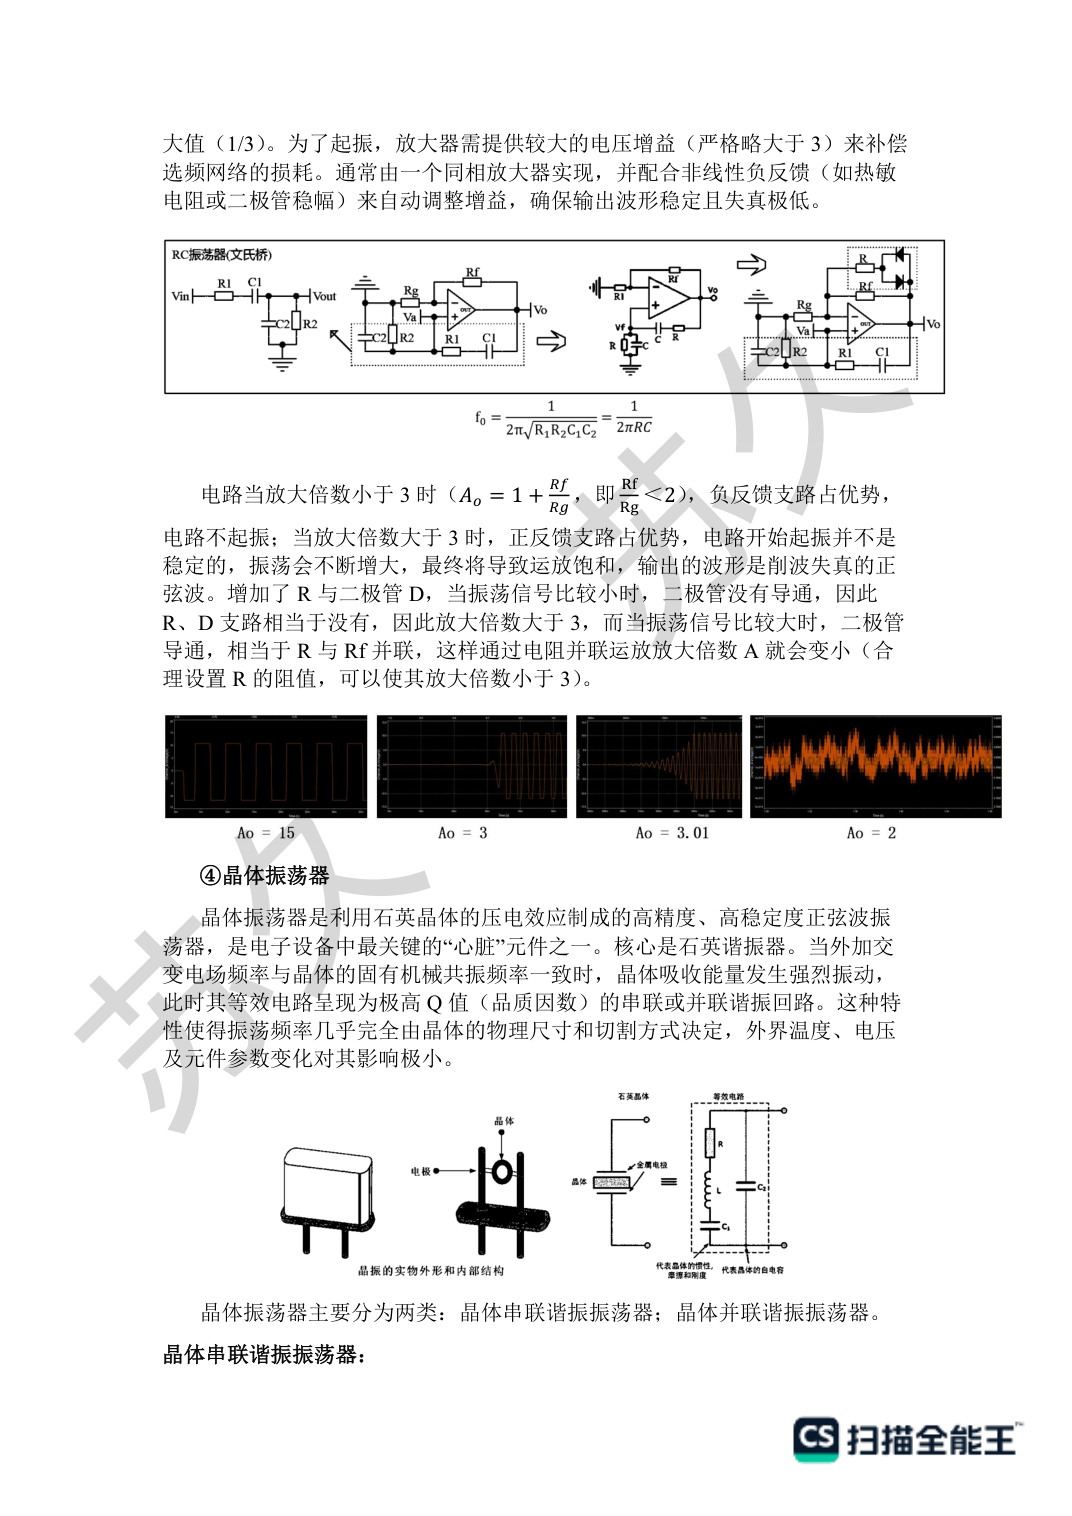 大值（1/3）。为了起振，放大器需提供较大的电压增益（严格略大于 3）来补偿
选频网络的损耗。通常由一个同相放大器实现，并配合非线性负反馈（如热敏
电阻或二极管稳幅）来自动调整增益，确保输出波形稳定且失真极低。
RC振荡器(文氏桥)
Vin R1 C1 Vout C2 R2
Rf Rg Va OUT Vo C2 R2 R1 C1
Rf R1 Vo Vf C R R C
R Rf Rg Va OUT Vo C2 R2 R1 C1
f₀ = 1/(2π√(R₁R₂C₁C₂)) = 1/(2πRC)
电路当放大倍数小于 3 时（Aₒ = 1 + Rf/Rg，即 Rf/Rg＜2），负反馈支路占优势，
电路不起振；当放大倍数大于 3 时，正反馈支路占优势，电路开始起振并不是
稳定的，振荡会不断增大，最终将导致运放饱和，输出的波形是削波失真的正
弦波。增加了 R 与二极管 D，当振荡信号比较小时，二极管没有导通，因此
R、D 支路相当于没有，因此放大倍数大于 3，而当振荡信号比较大时，二极管
导通，相当于 R 与 Rf 并联，这样通过电阻并联运放放大倍数 A 就会变小（合
理设置 R 的阻值，可以使其放大倍数小于 3）。
Ao = 15
Ao = 3
Ao = 3.01
Ao = 2
④晶体振荡器
晶体振荡器是利用石英晶体的压电效应制成的高精度、高稳定度正弦波振
荡器，是电子设备中最关键的“心脏”元件之一。核心是石英谐振器。当外加交
变电场频率与晶体的固有机械共振频率一致时，晶体吸收能量发生强烈振动，
此时其等效电路呈现为极高 Q 值（品质因数）的串联或并联谐振回路。这种特
性使得振荡频率几乎完全由晶体的物理尺寸和切割方式决定，外界温度、电压
及元件参数变化对其影响极小。
石英晶体
等效电路
晶体
电极
金属电极
晶体
R
L
C₁
C₂
代表晶体的惯性,
摩擦和刚度
代表晶体的自电容
晶振的实物外形和内部结构
晶体振荡器主要分为两类：晶体串联谐振振荡器；晶体并联谐振振荡器。
晶体串联谐振振荡器：
苏久
苏久
CS 扫描全能王™